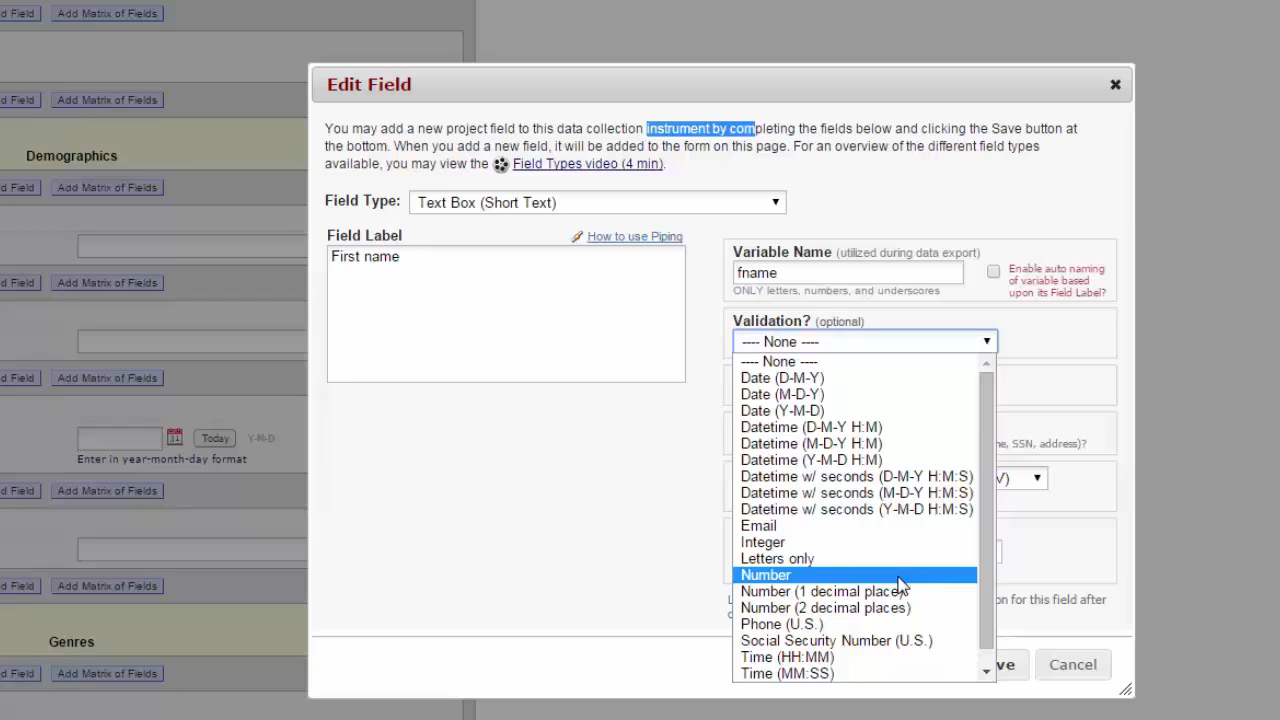 d Field
Add Matrix of Fields
Edit Field
You may add a new project field to this data collection instrument by completing the fields below and clicking the Save button at
the bottom. When you add a new field, it will be added to the form on this page. For an overview of the different field types
available, you may view the Field Types video (4 min).
d Field
Add Matrix of Fields
Demographics
d Field
Add Matrix of Fields
Field Type:
Text Box (Short Text)
Field Label
How to use Piping
First name
Variable Name (utilized during data export)
fname
ONLY letters, numbers, and underscores
Enable auto naming
of variable based
upon its Field Label?
d Field
Add Matrix of Fields
Validation? (optional)
---- None ----
---- None ----
Date (D-M-Y)
Date (M-D-Y)
Date (Y-M-D)
Datetime (D-M-Y H:M)
Datetime (M-D-Y H:M)
Datetime (Y-M-D H:M)
Datetime w/ seconds (D-M-Y H:M:S)
Datetime w/ seconds (M-D-Y H:M:S)
Datetime w/ seconds (Y-M-D H:M:S)
Email
Integer
Letters only
Number
Number (1 decimal place)
Number (2 decimal places)
Phone (U.S.)
Social Security Number (U.S.)
Time (HH:MM)
Time (MM:SS)
d Field
Add Matrix of Fields
31
Today
Y-M-D
Enter in year-month-day format
e, SSN, address)?
d Field
Add Matrix of Fields
d Field
Add Matrix of Fields
on for this field after
Genres
d Field
Add Matrix of Fields
ve
Cancel